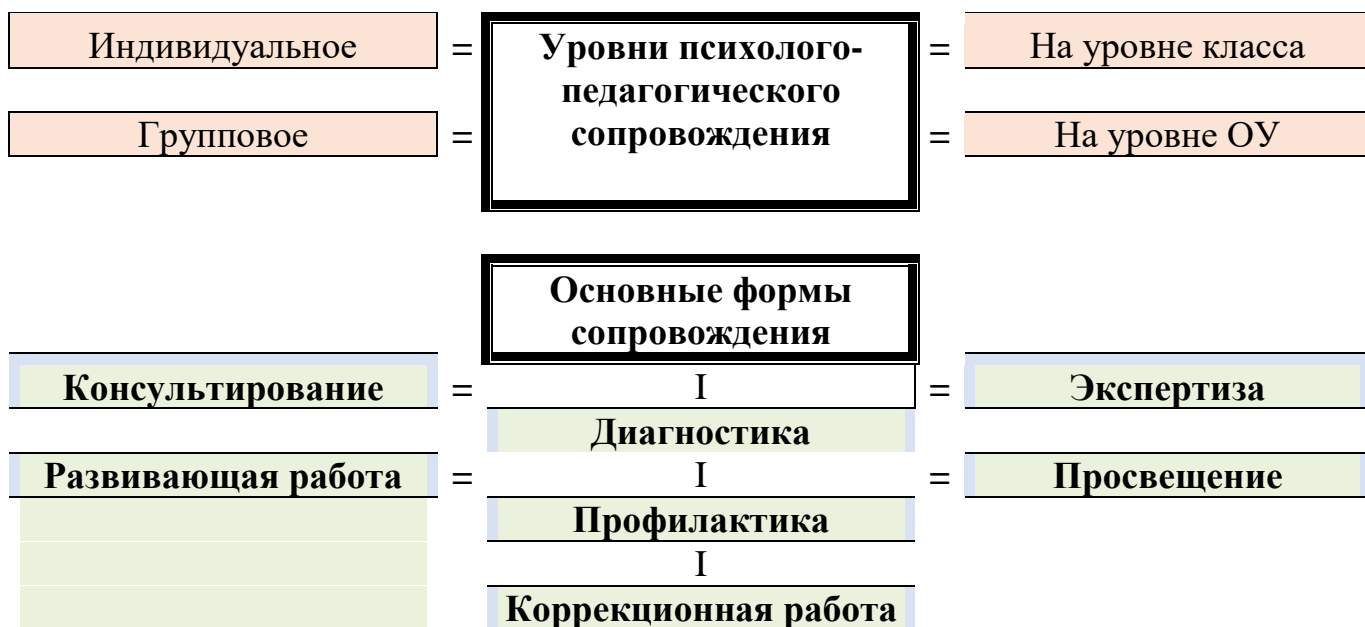 Индивидуальное = Уровни психолого- = На уровне класса
педагогического
Групповое = сопровождения = На уровне ОУ
Основные формы
сопровождения
Консультирование = I = Экспертиза
Диагностика
Развивающая работа = I = Просвещение
Профилактика
I
Коррекционная работа